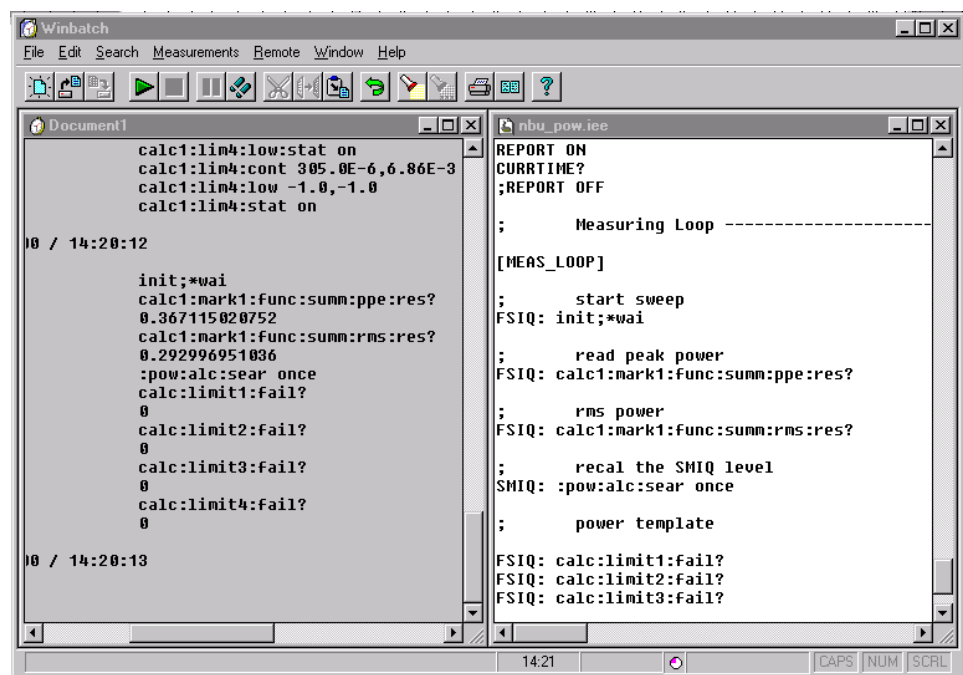 Winbatch
File Edit Search Measurements Remote Window Help
Document1
calc1:lim4:low:stat on
calc1:lim4:cont 305.0E-6,6.86E-3
calc1:lim4:low -1.0,-1.0
calc1:lim4:stat on
00 / 14:20:12
init;*wai
calc1:mark1:func:summ:ppe:res?
0.367115020752
calc1:mark1:func:summ:rms:res?
0.292996951036
:pow:alc:sear once
calc:limit1:fail?
0
calc:limit2:fail?
0
calc:limit3:fail?
0
calc:limit4:fail?
0
00 / 14:20:13
nbu_pow.iee
REPORT ON
CURRTIME?
;REPORT OFF
; Measuring Loop ----------------------
[MEAS_LOOP]
; start sweep
FSIQ: init;*wai
; read peak power
FSIQ: calc1:mark1:func:summ:ppe:res?
; rms power
FSIQ: calc1:mark1:func:summ:rms:res?
; recal the SMIQ level
SMIQ: :pow:alc:sear once
; power template
FSIQ: calc:limit1:fail?
FSIQ: calc:limit2:fail?
FSIQ: calc:limit3:fail?
14:21
CAPS NUM SCRL